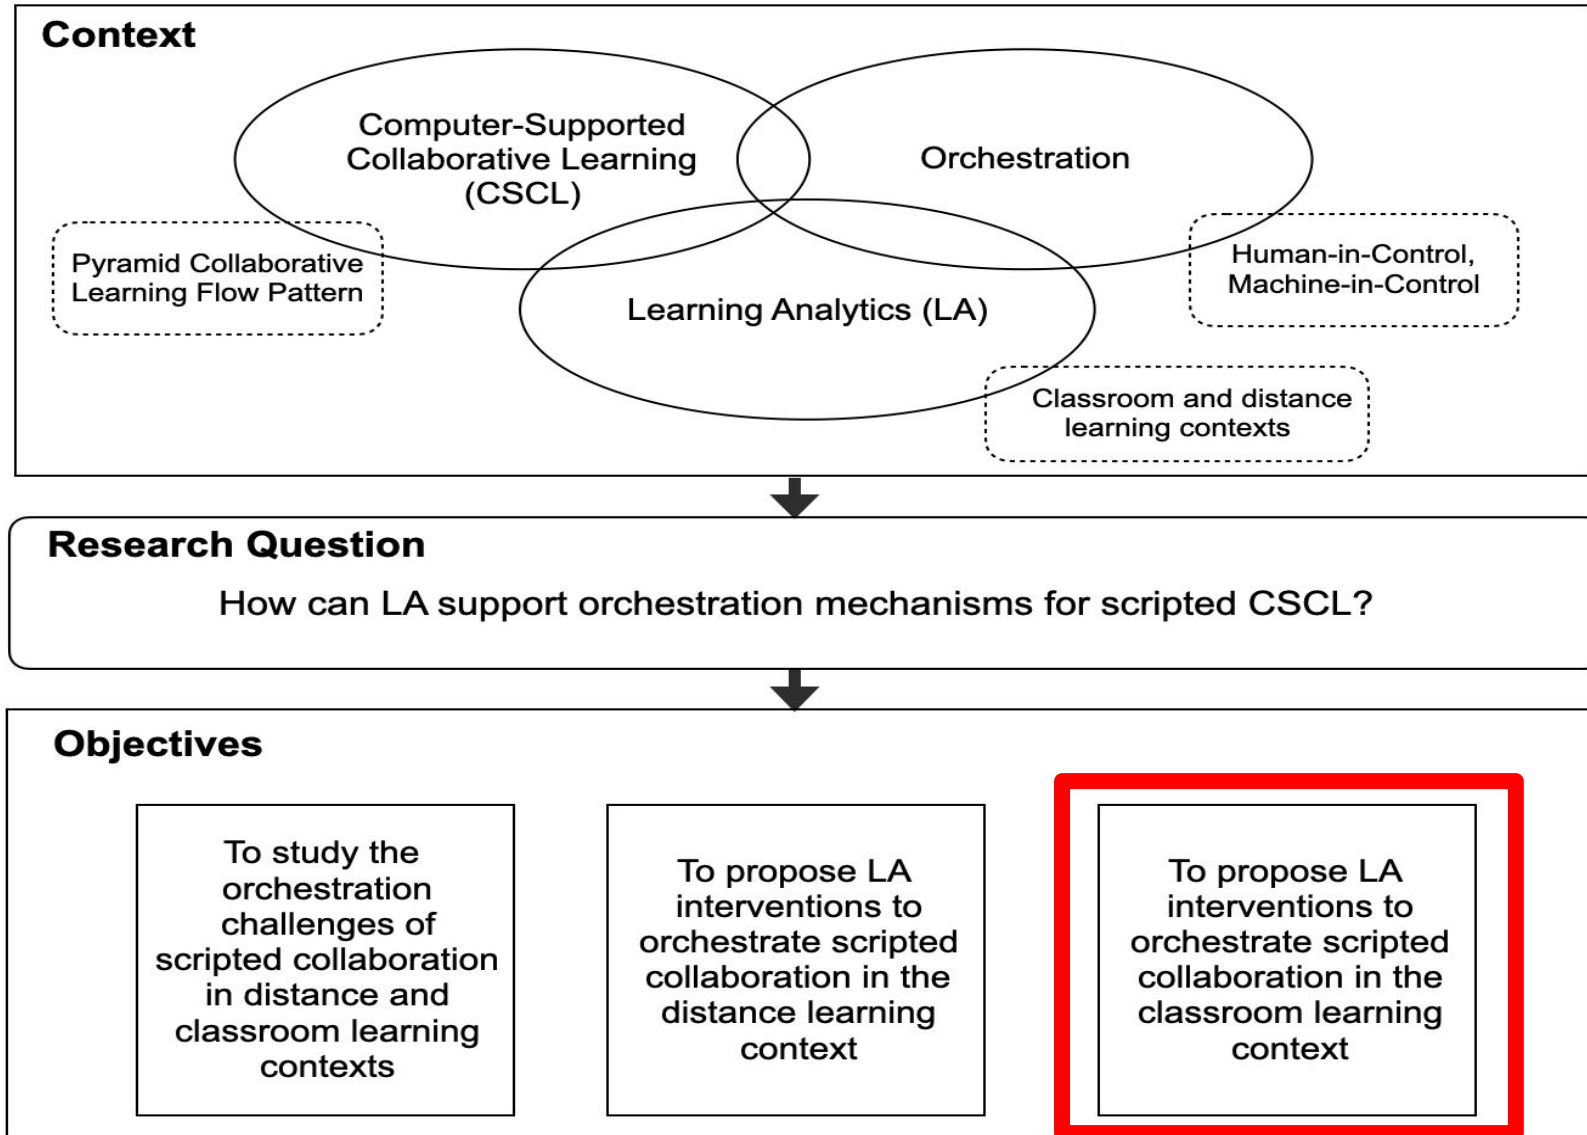 Context
Computer-Supported
Collaborative Learning
(CSCL)
Orchestration
Pyramid Collaborative
Learning Flow Pattern
Human-in-Control,
Machine-in-Control
Learning Analytics (LA)
Classroom and distance
learning contexts
Research Question
How can LA support orchestration mechanisms for scripted CSCL?
Objectives
To study the
orchestration
challenges of
scripted collaboration
in distance and
classroom learning
contexts
To propose LA
interventions to
orchestrate scripted
collaboration in the
distance learning
context
To propose LA
interventions to
orchestrate scripted
collaboration in the
classroom learning
context